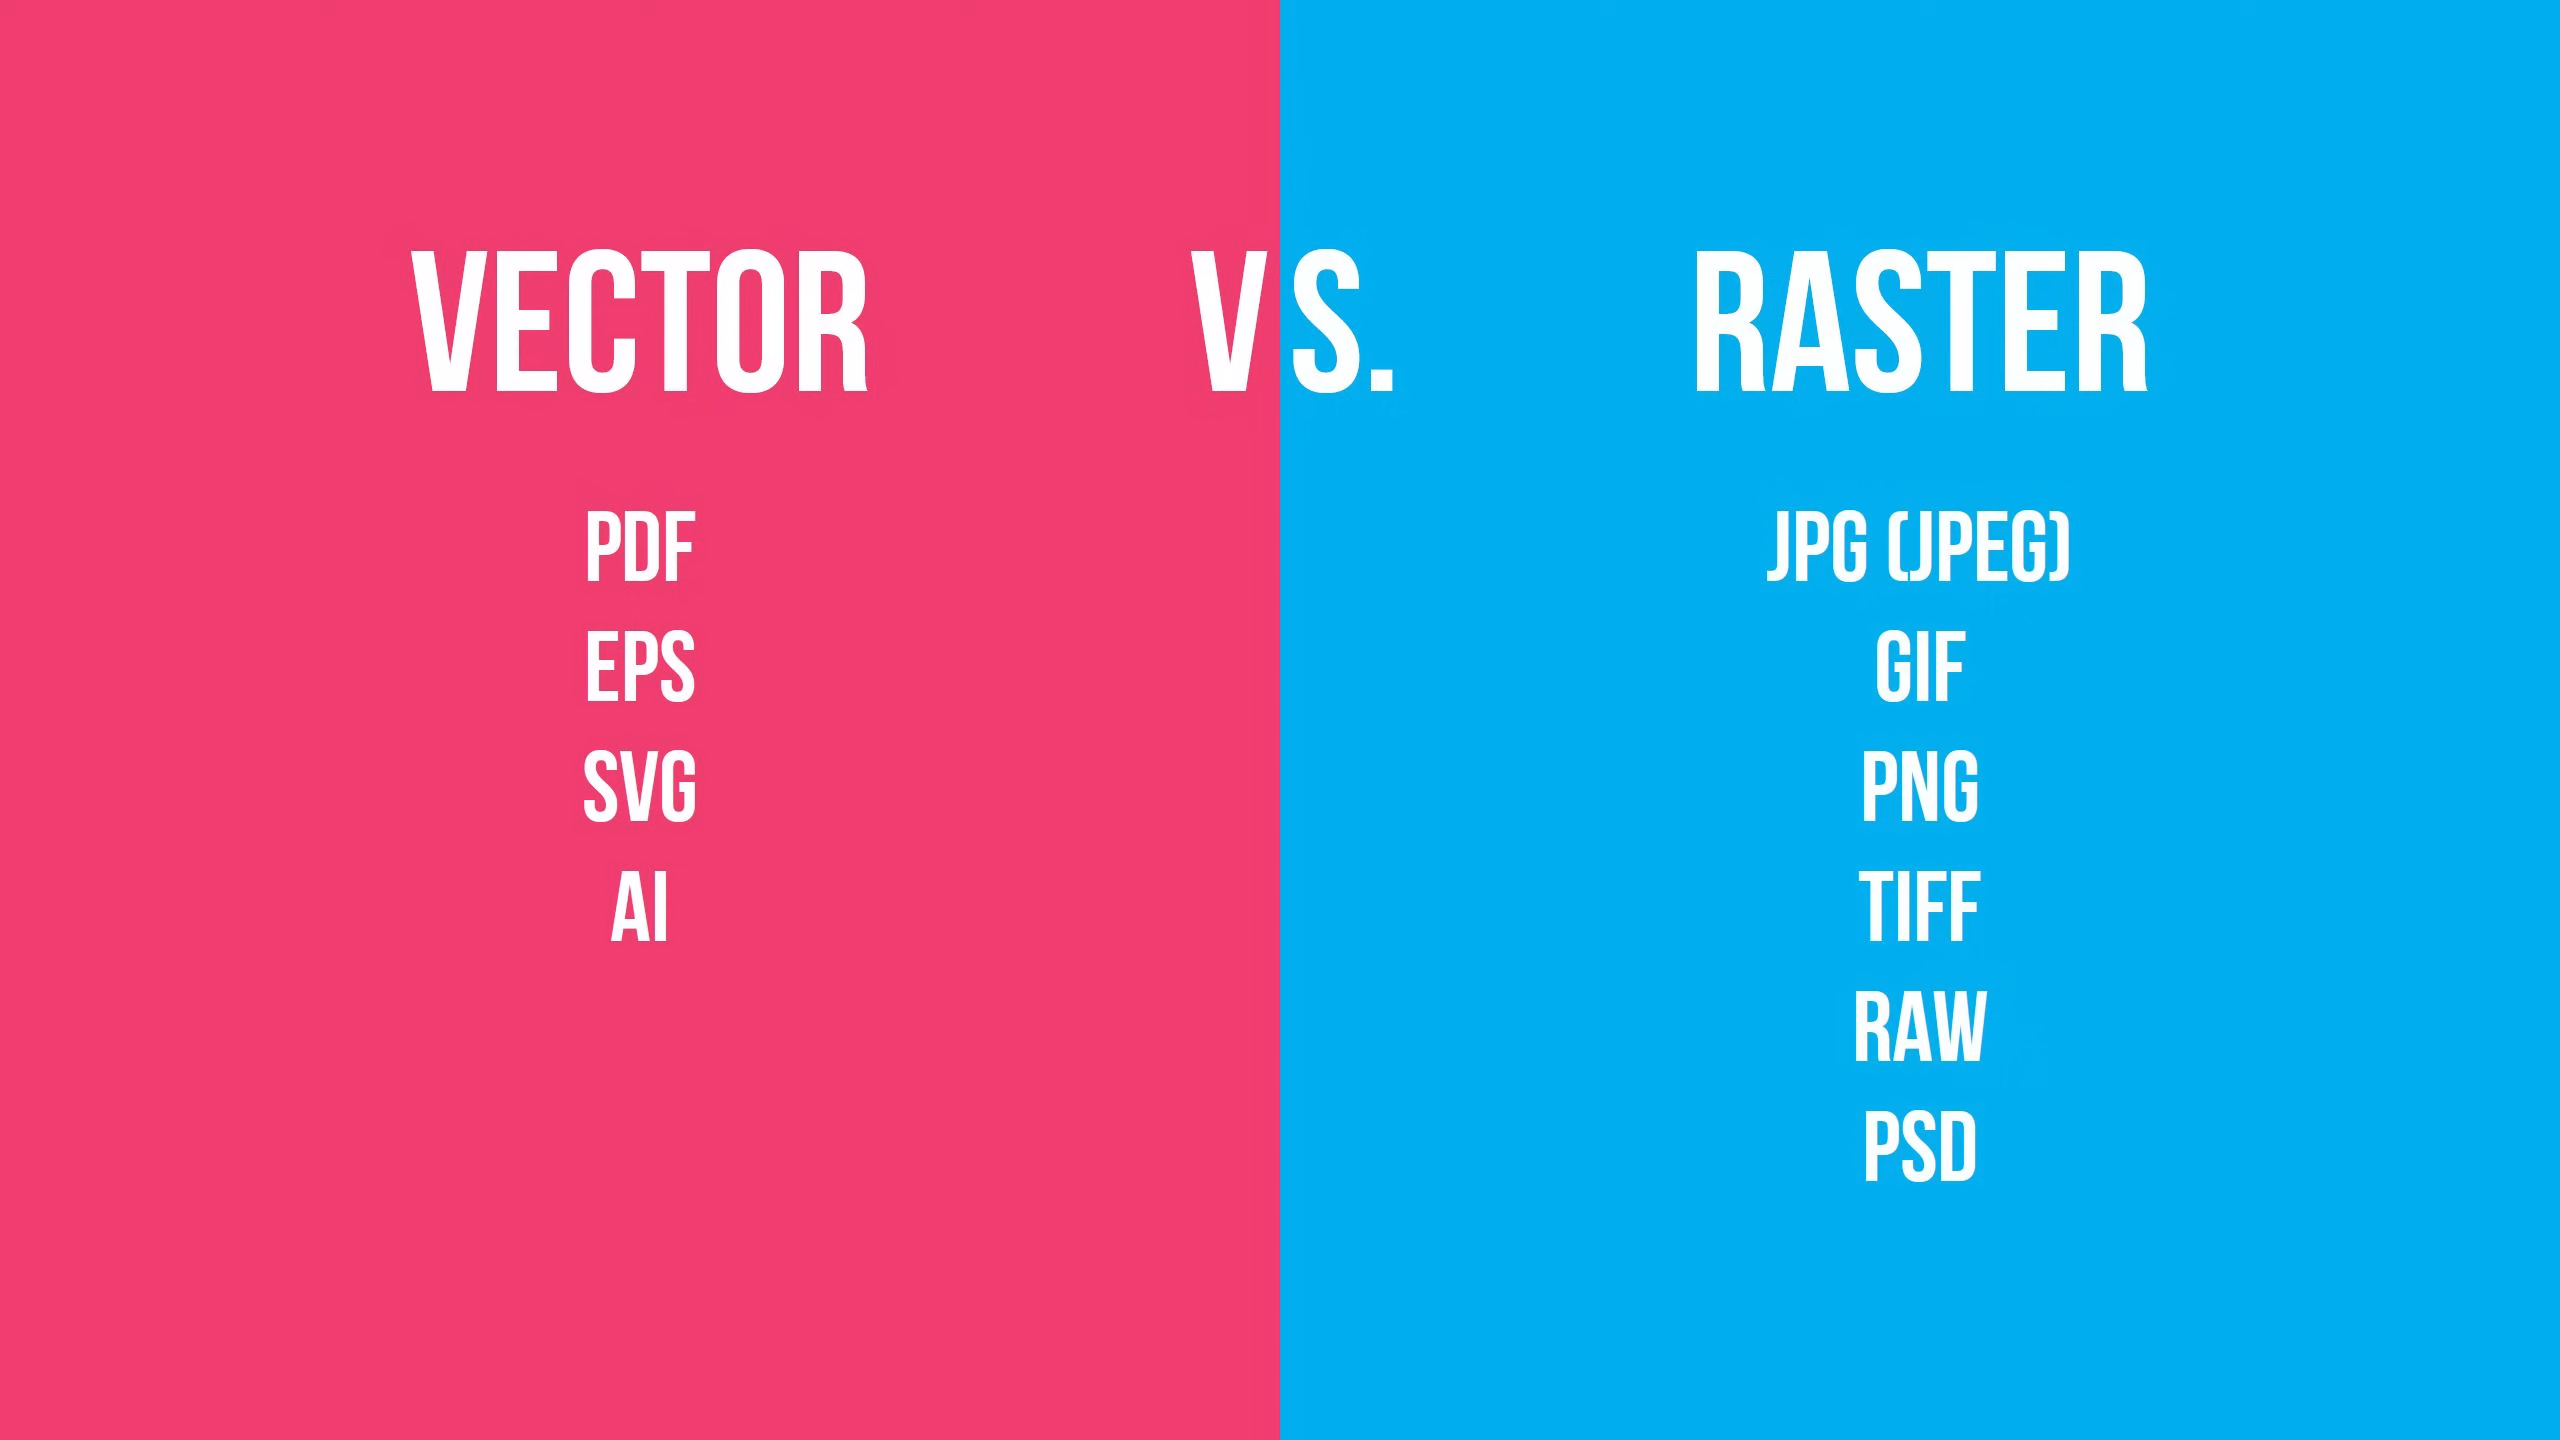 VECTOR VS. RASTER
PDF
EPS
SVG
AI
JPG (JPEG)
GIF
PNG
TIFF
RAW
PSD